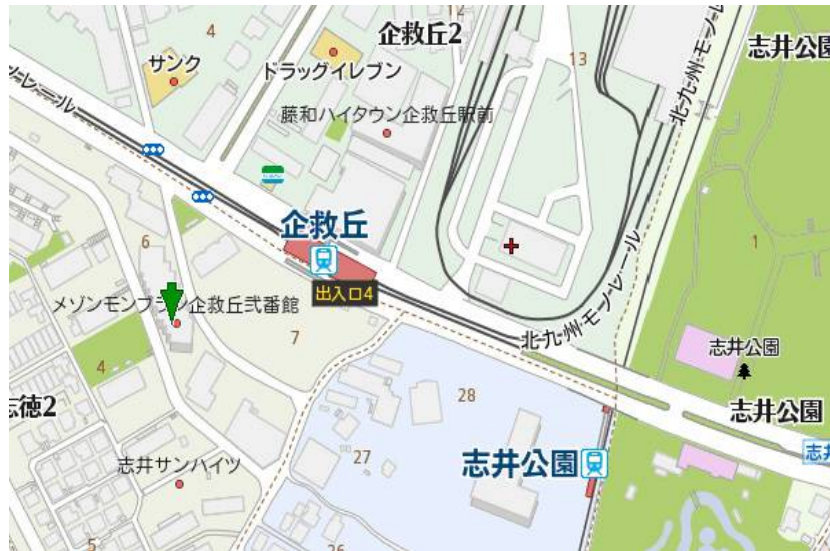 4
12
企救丘2
志井公園
サンク
ドラッグイレブン
13
北九州モノレール
藤和ハイタウン企救丘駅前
企救丘
出入口4
6
1
メゾンモンブラン企救丘弐番館
7
北九州モノレール
志井公園
4
志徳2
28
志井公園
志井公園
27
志井サンハイツ
5
26